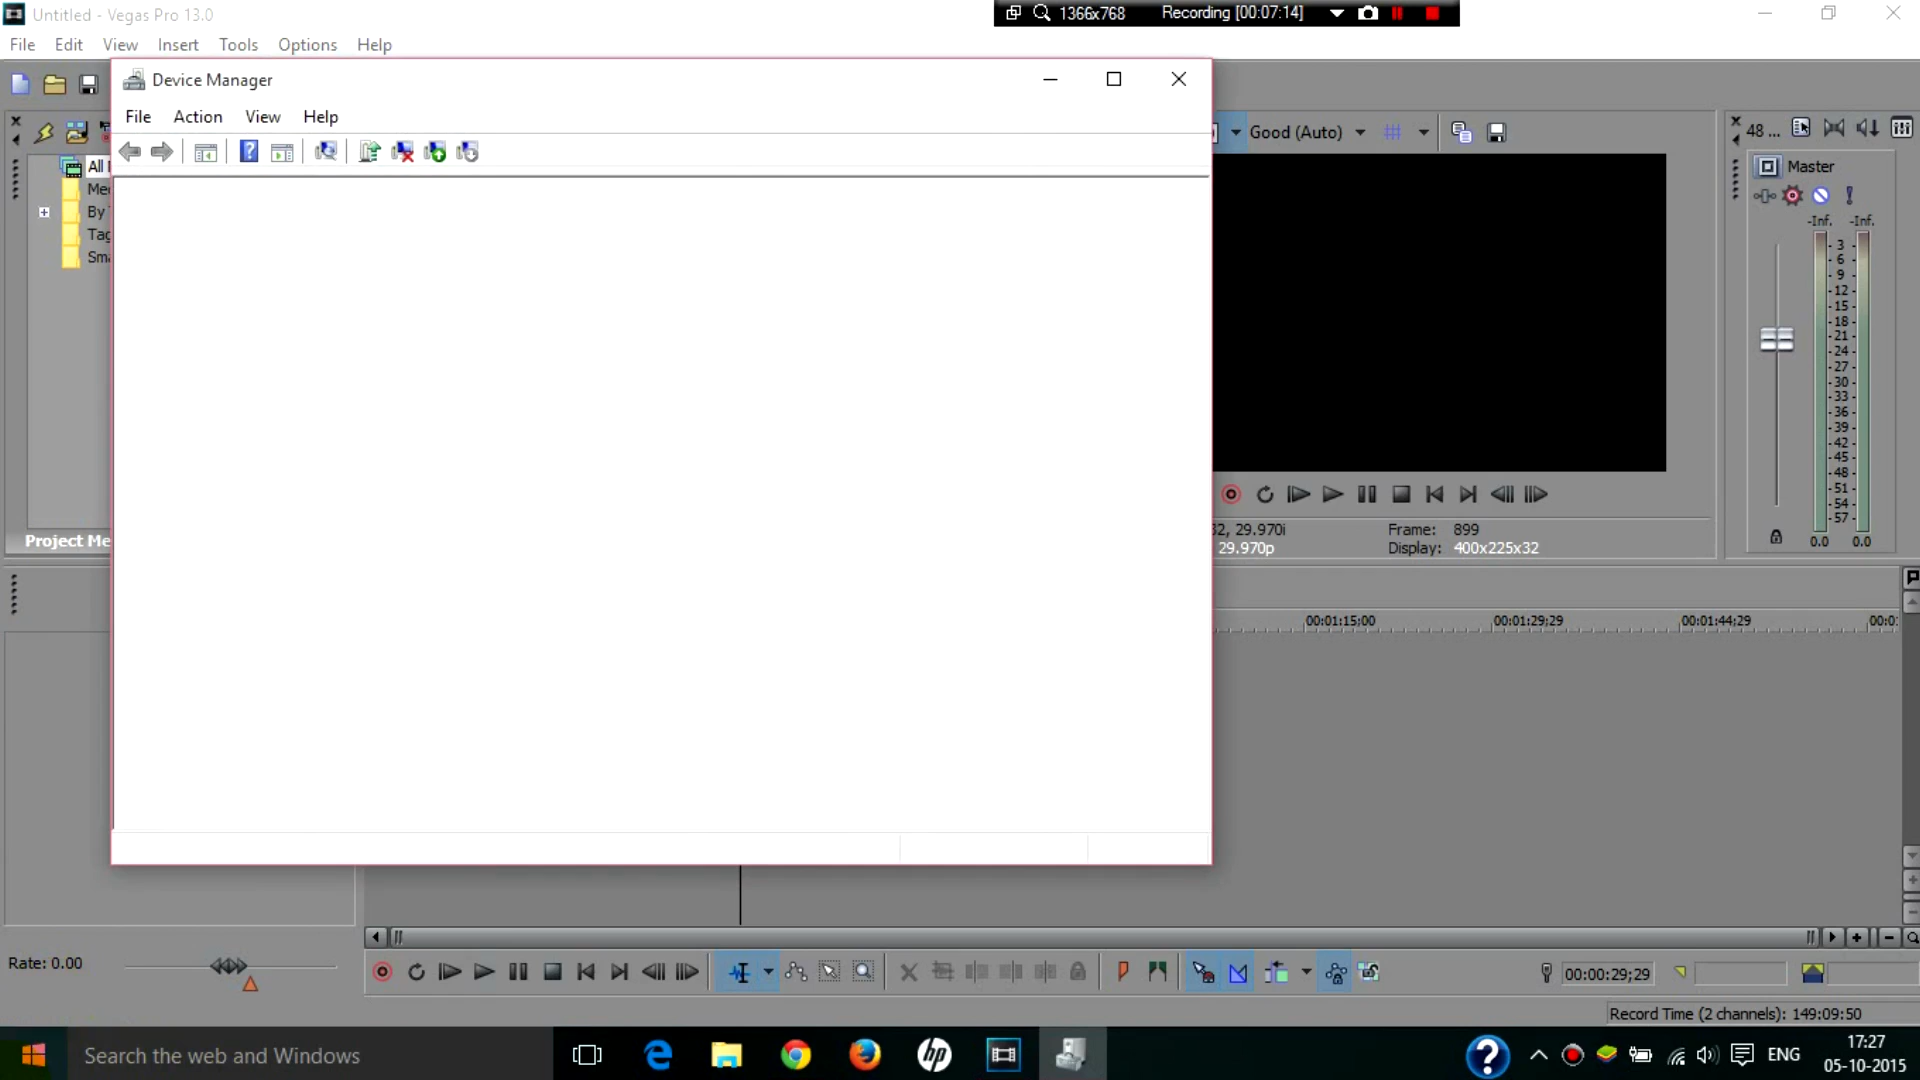 Untitled - Vegas Pro 13.0
1366x768 Recording [00:07:14]
File Edit View Insert Tools Options Help
Device Manager
File Action View Help
Good (Auto)
48 ...
All
Master
By
-Inf. -Inf.
3
6
9
12
15
18
21
24
27
30
33
36
39
42
45
48
51
54
57
0.0 0.0
29.970i
Frame: 899
29.970p
Display: 400x225x32
00:01:15;00 00:01:29;29 00:01:44;29
Rate: 0.00
00:00:29;29
Record Time (2 channels): 149:09:50
Search the web and Windows
hp
ENG
17:27
05-10-2015